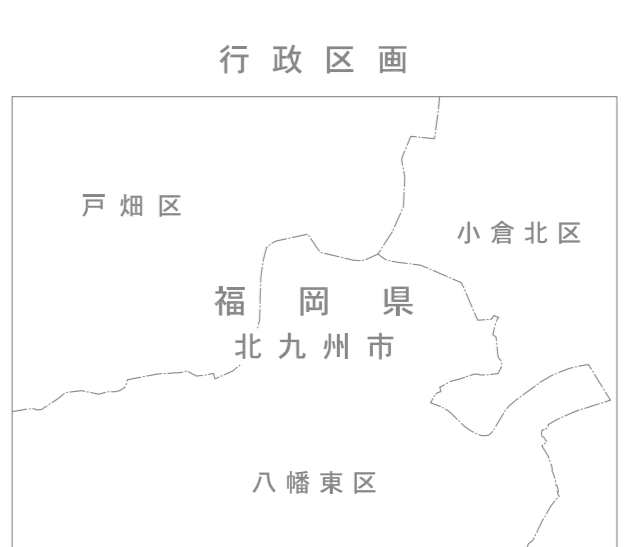 行政区画
戸畑区
小倉北区
福岡県
北九州市
八幡東区